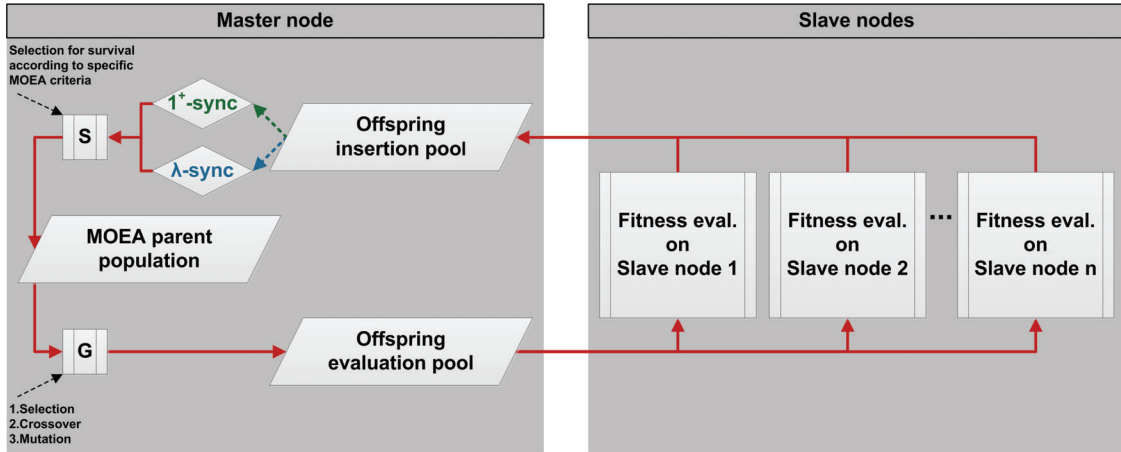 Master node
Selection for survival
according to specific
MOEA criteria
1⁺-sync
λ-sync
S
Offspring
insertion pool
MOEA parent
population
G
Offspring
evaluation pool
1.Selection
2.Crossover
3.Mutation
Slave nodes
Fitness eval.
on
Slave node 1
Fitness eval.
on
Slave node 2
...
Fitness eval.
on
Slave node n